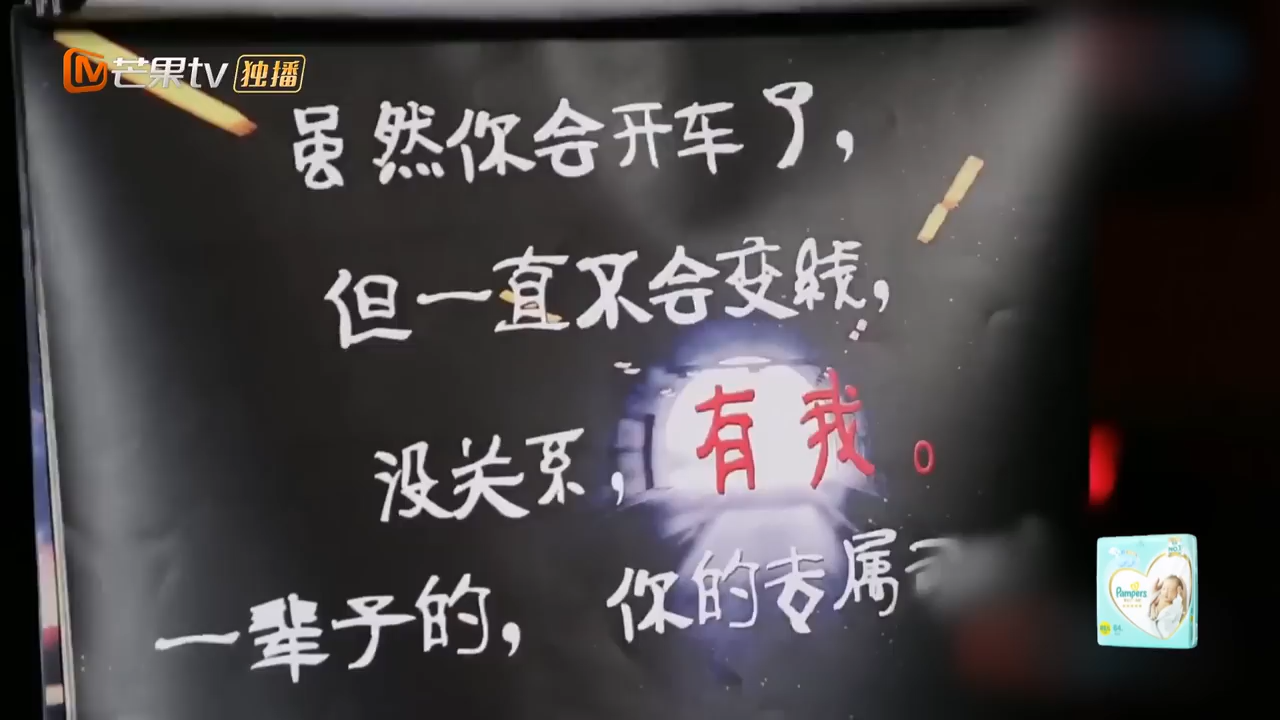 芒果tv 独播
虽然你会开车了，
但一直不会变线，
没关系，有我。
一辈子的，你的专属
Pampers